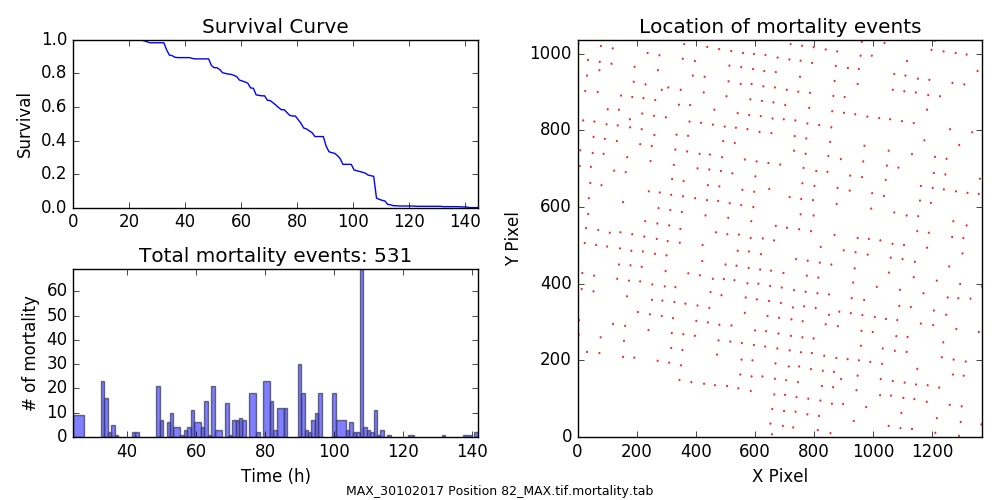 Survival Curve
1.0
0.8
0.6
0.4
0.2
0.0
Survival
0 20 40 60 80 100 120 140
Total mortality events: 531
60
50
40
30
20
10
0
# of mortality
40 60 80 100 120 140
Time (h)
Location of mortality events
1000
800
600
400
200
0
Y Pixel
0 200 400 600 800 1000 1200
X Pixel
MAX_30102017 Position 82_MAX.tif.mortality.tab